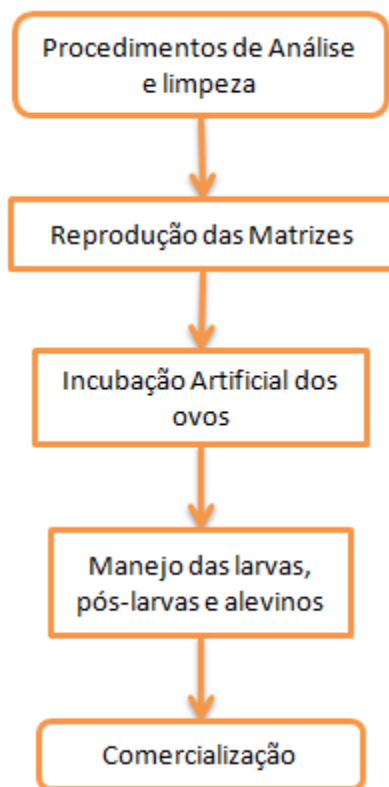 Procedimentos de Análise
e limpeza
Reprodução das Matrizes
Incubação Artificial dos
ovos
Manejo das larvas,
pós-larvas e alevinos
Comercialização